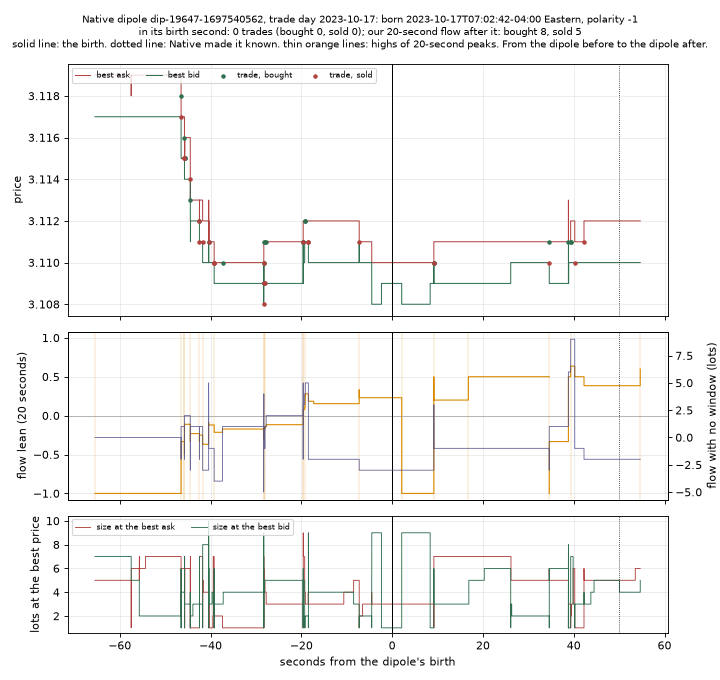 Native dipole dip-19647-1697540562, trade day 2023-10-17: born 2023-10-17T07:02:42-04:00 Eastern, polarity -1
in its birth second: 0 trades (bought 0, sold 0); our 20-second flow after it: bought 8, sold 5
solid line: the birth. dotted line: Native made it known. thin orange lines: highs of 20-second peaks. From the dipole before to the dipole after.
best ask best bid trade, bought trade, sold
3.118
3.116
3.114
3.112
3.110
3.108
price
1.0
0.5
0.0
−0.5
−1.0
flow lean (20 seconds)
7.5
5.0
2.5
0.0
−2.5
−5.0
flow with no window (lots)
size at the best ask size at the best bid
10
8
6
4
2
lots at the best price
−60 −40 −20 0 20 40 60
seconds from the dipole's birth